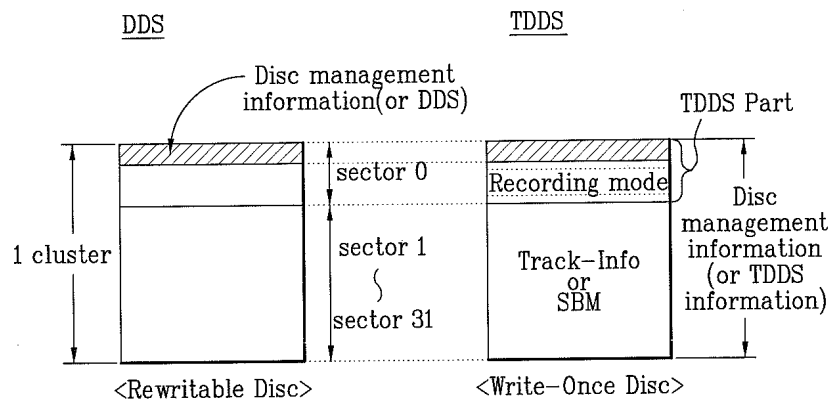 DDS
TDDS
Disc management
information(or DDS)
TDDS Part
sector 0
Recording mode
1 cluster
sector 1
sector 31
Track-Info
or
SBM
Disc
management
information
(or TDDS
information)
<Rewritable Disc>
<Write-Once Disc>